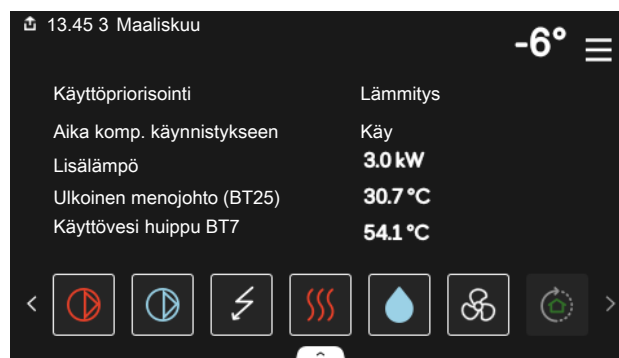 13.45 3 Maaliskuu
-6°
Käyttöpriorisointi Lämmitys
Aika komp. käynnistykseen Käy
Lisälämpö 3.0 kW
Ulkoinen menojohto (BT25) 30.7 °C
Käyttövesi huippu BT7 54.1 °C